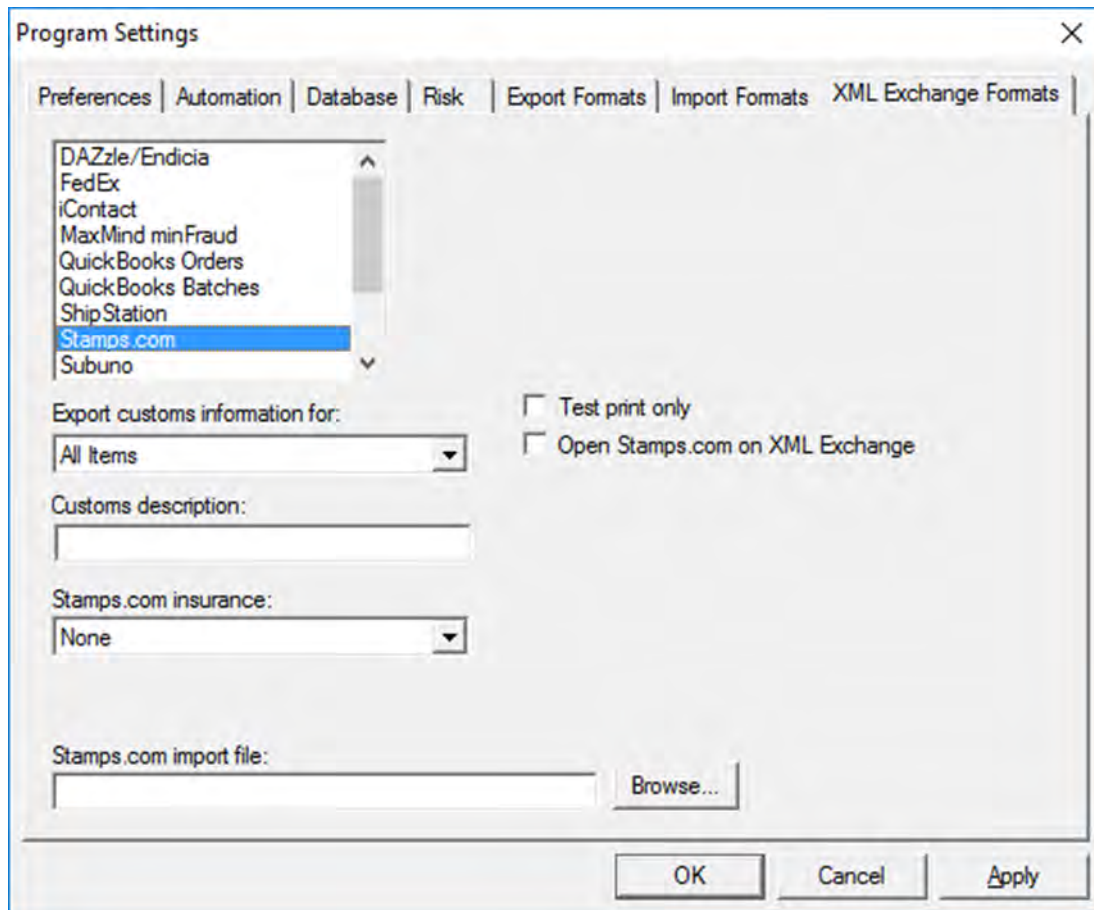 Program Settings
Preferences Automation Database Risk Export Formats Import Formats XML Exchange Formats
DAZzle/Endicia
FedEx
iContact
MaxMind minFraud
QuickBooks Orders
QuickBooks Batches
ShipStation
Stamps.com
Subuno
Export customs information for:
All Items
Test print only
Open Stamps.com on XML Exchange
Customs description:
Stamps.com insurance:
None
Stamps.com import file:
Browse...
OK Cancel Apply